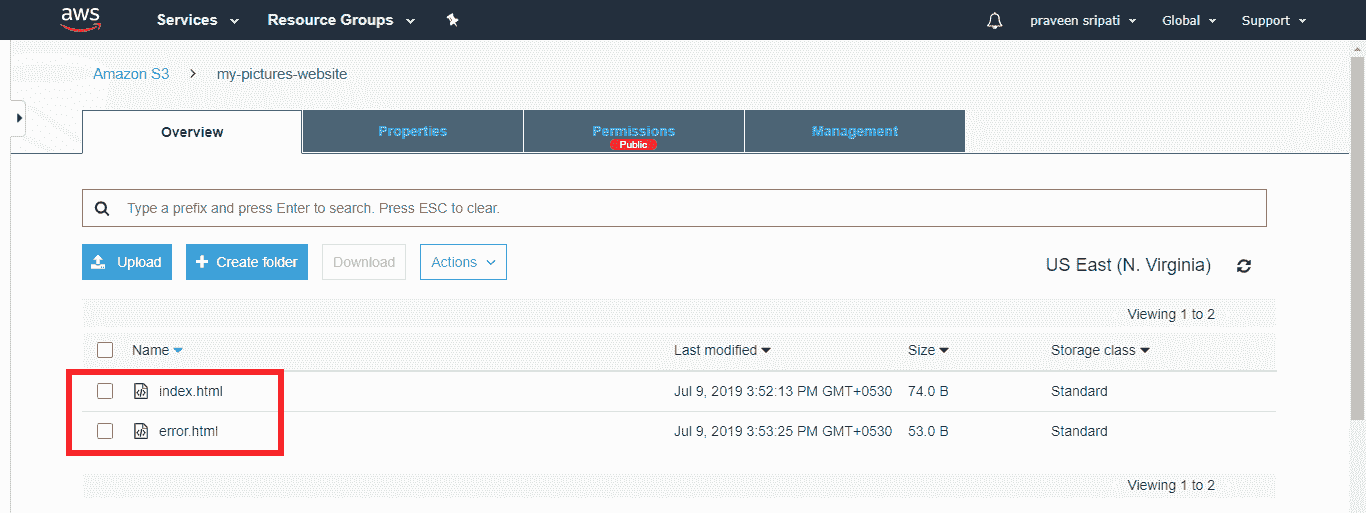 aws Services Resource Groups praveen sripati Global Support
Amazon S3 > my-pictures-website
Overview Properties Permissions Management
Public
Type a prefix and press Enter to search. Press ESC to clear.
Upload + Create folder Download Actions US East (N. Virginia)
Viewing 1 to 2
Name Last modified Size Storage class
index.html Jul 9, 2019 3:52:13 PM GMT+0530 74.0 B Standard
error.html Jul 9, 2019 3:53:25 PM GMT+0530 53.0 B Standard
Viewing 1 to 2